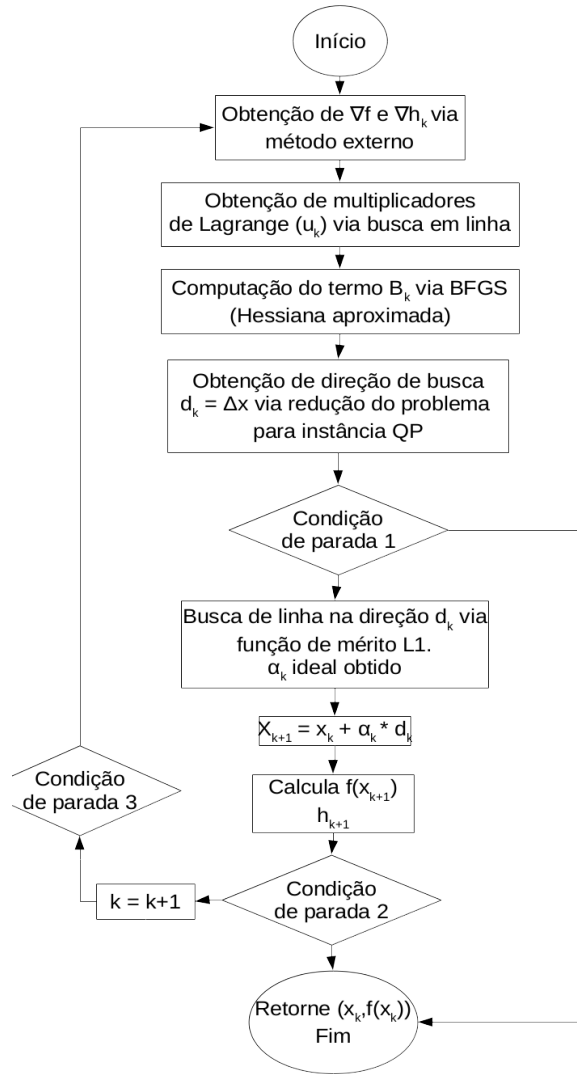 Início
Obtenção de ∇f e ∇hₖ via
método externo
Obtenção de multiplicadores
de Lagrange (uₖ) via busca em linha
Computação do termo Bₖ via BFGS
(Hessiana aproximada)
Obtenção de direção de busca
dₖ = Δx via redução do problema
para instância QP
Condição
de parada 1
Busca de linha na direção dₖ via
função de mérito L1.
αₖ ideal obtido
Xₖ₊₁ = xₖ + αₖ * dₖ
Calcula f(xₖ₊₁)
hₖ₊₁
Condição
de parada 2
k = k+1
Condição
de parada 3
Retorne (xₖ,f(xₖ))
Fim